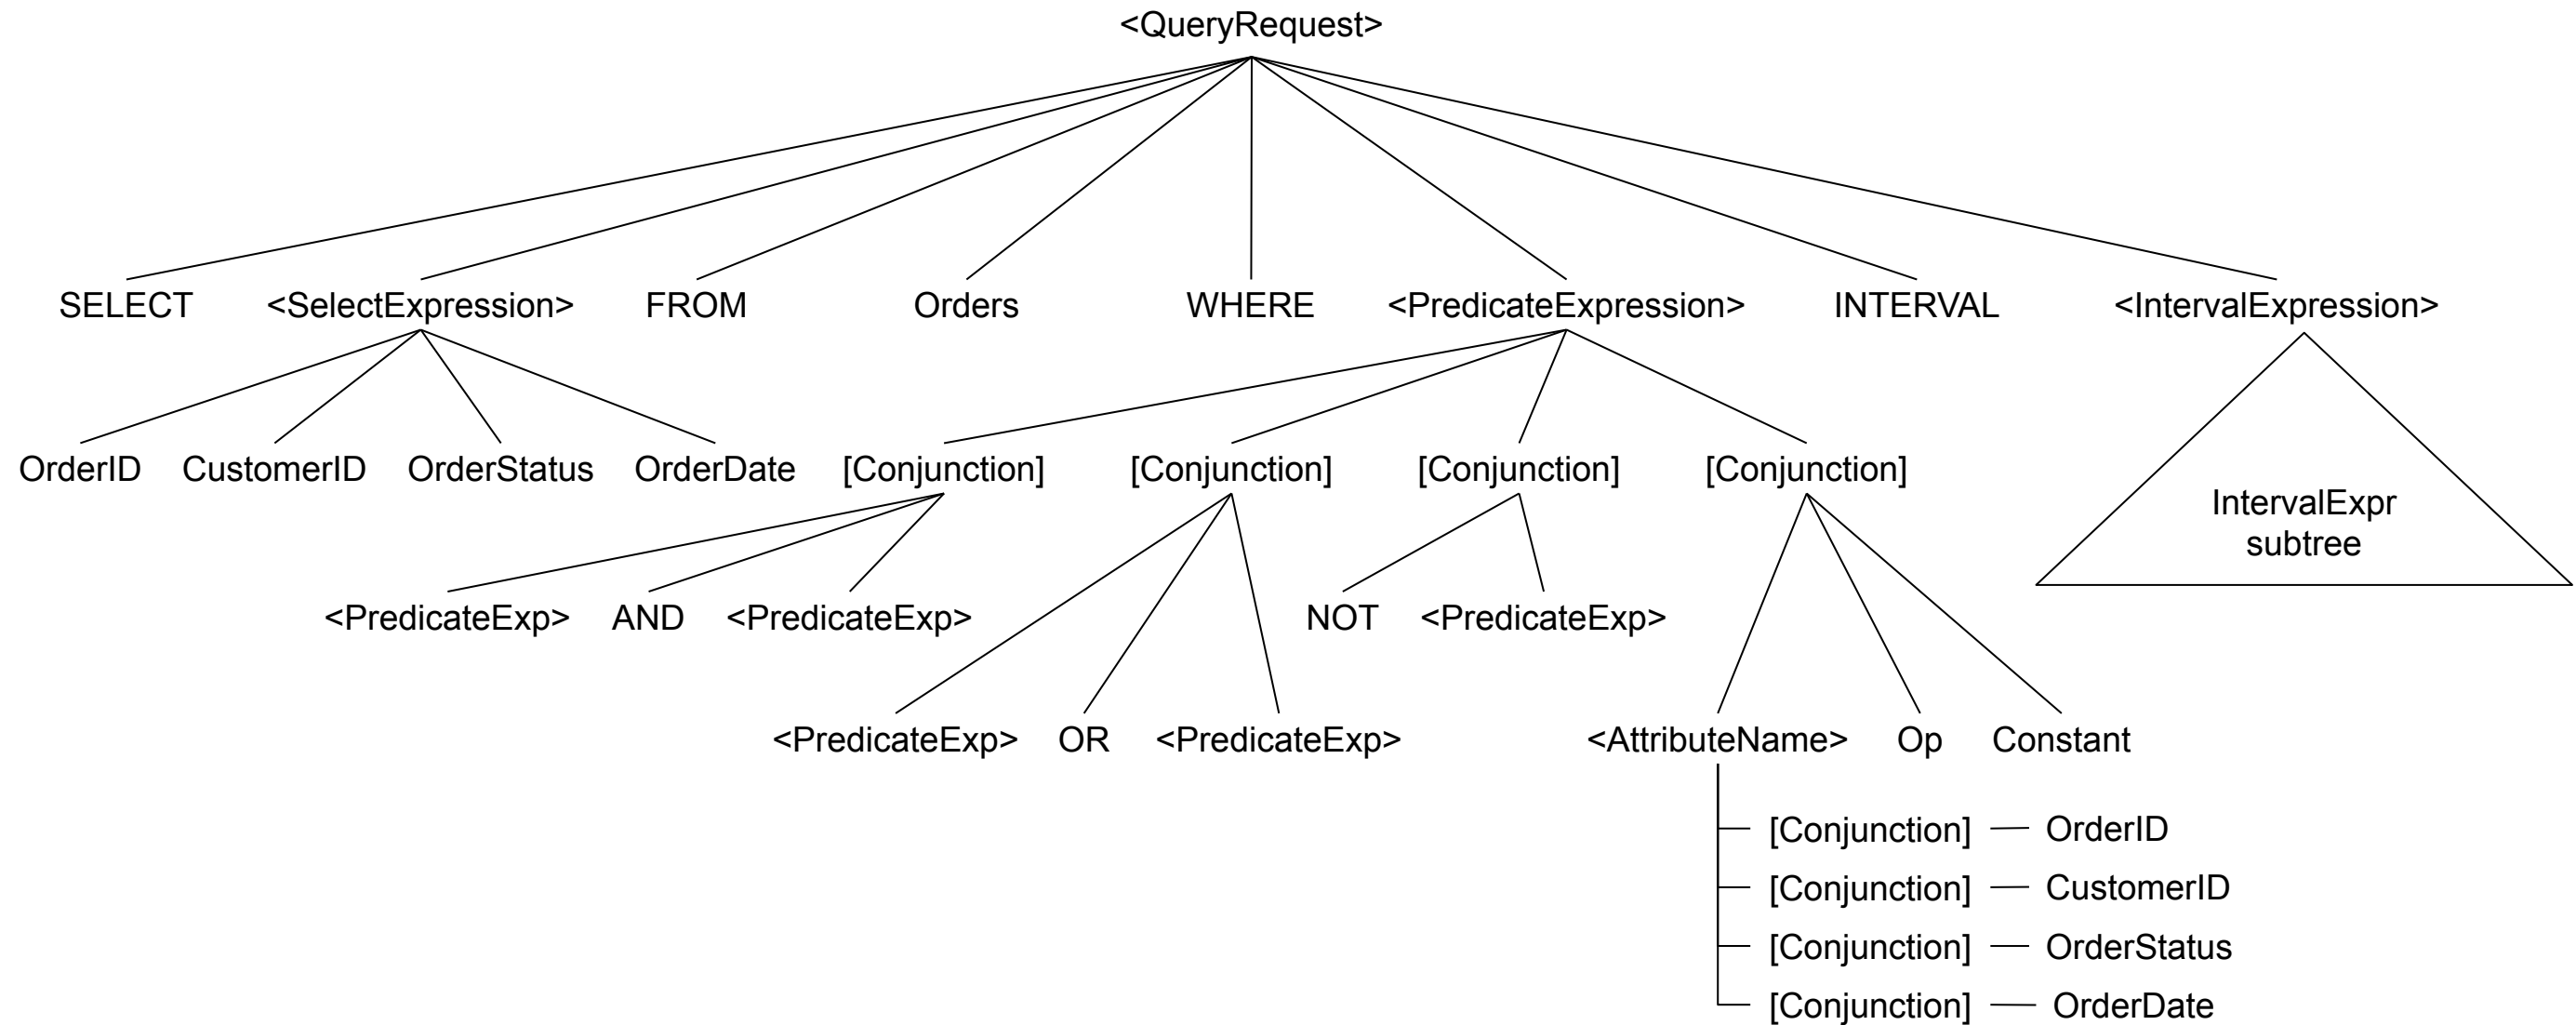 <QueryRequest>
SELECT <SelectExpression> FROM Orders WHERE <PredicateExpression> INTERVAL <IntervalExpression>
OrderID CustomerID OrderStatus OrderDate [Conjunction] [Conjunction] [Conjunction] [Conjunction]
IntervalExpr
subtree
<PredicateExp> AND <PredicateExp> NOT <PredicateExp>
<PredicateExp> OR <PredicateExp> <AttributeName> Op Constant
[Conjunction] OrderID
[Conjunction] CustomerID
[Conjunction] OrderStatus
[Conjunction] OrderDate